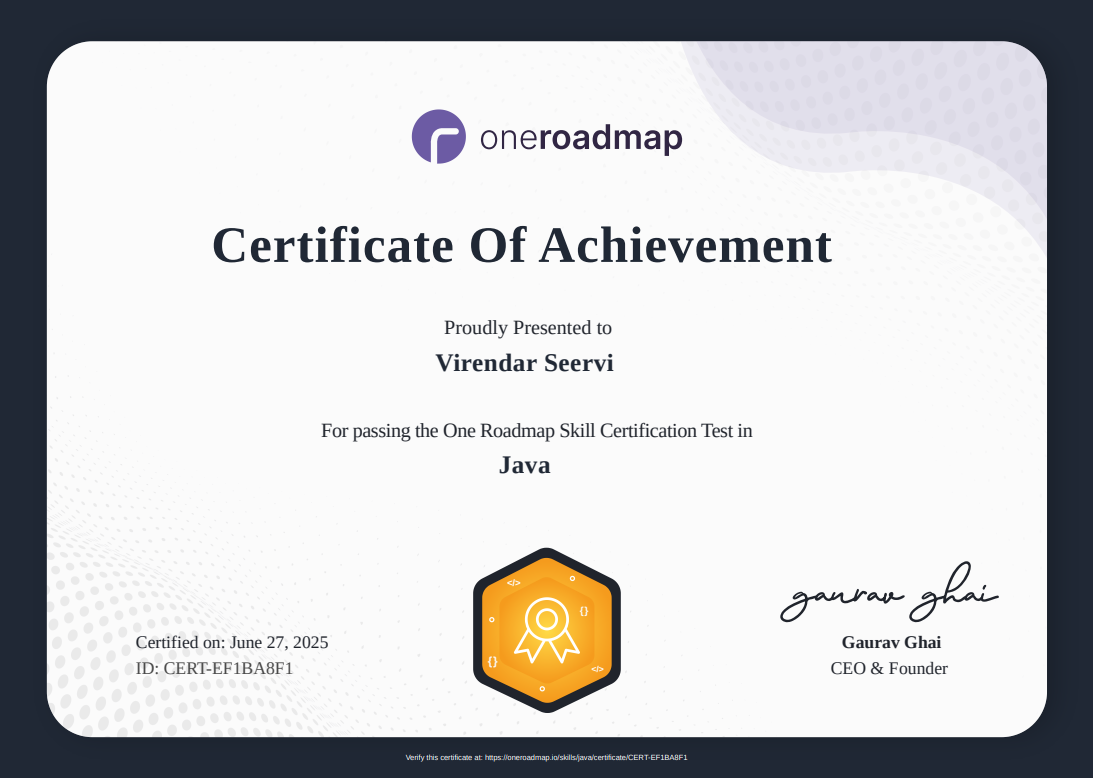 oneroadmap
Certificate Of Achievement
Proudly Presented to
Virendar Seervi
For passing the One Roadmap Skill Certification Test in
Java
</>
{}
{}
</>
gaurav ghai
Certified on: June 27, 2025
Gaurav Ghai
ID: CERT-EF1BA8F1
CEO & Founder
Verify this certificate at: https://oneroadmap.io/skills/java/certificate/CERT-EF1BA8F1